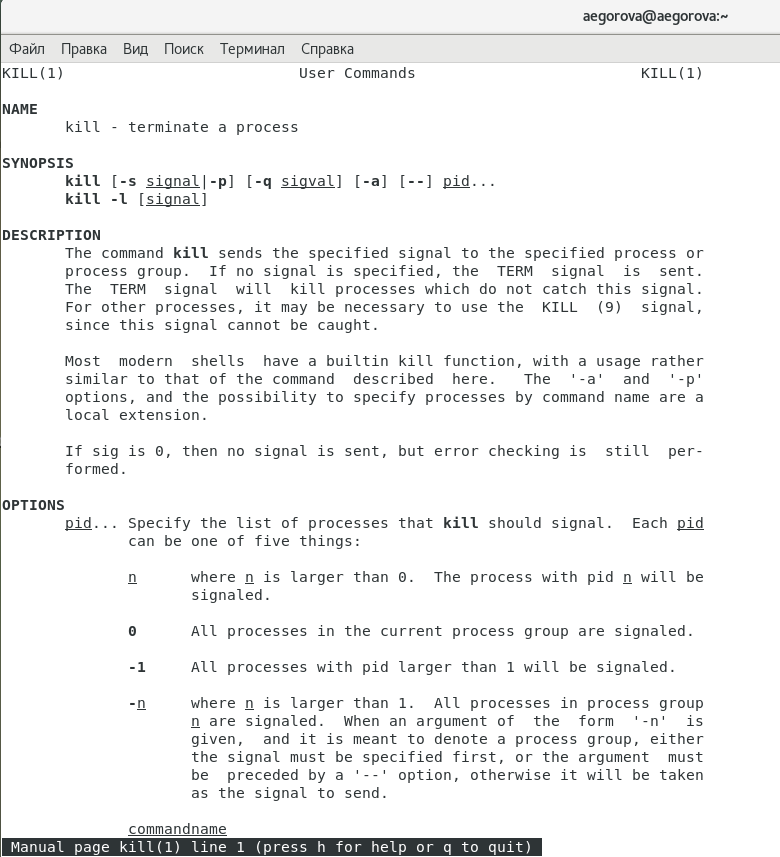 aegorova@aegorova:~
Файл Правка Вид Поиск Терминал Справка
KILL(1) User Commands KILL(1)
NAME
kill - terminate a process
SYNOPSIS
kill [-s signal|-p] [-q sigval] [-a] [--] pid...
kill -l [signal]
DESCRIPTION
The command kill sends the specified signal to the specified process or
process group. If no signal is specified, the TERM signal is sent.
The TERM signal will kill processes which do not catch this signal.
For other processes, it may be necessary to use the KILL (9) signal,
since this signal cannot be caught.
Most modern shells have a builtin kill function, with a usage rather
similar to that of the command described here. The '-a' and '-p'
options, and the possibility to specify processes by command name are a
local extension.
If sig is 0, then no signal is sent, but error checking is still per-
formed.
OPTIONS
pid... Specify the list of processes that kill should signal. Each pid
can be one of five things:
n where n is larger than 0. The process with pid n will be
signaled.
0 All processes in the current process group are signaled.
-1 All processes with pid larger than 1 will be signaled.
-n where n is larger than 1. All processes in process group
n are signaled. When an argument of the form '-n' is
given, and it is meant to denote a process group, either
the signal must be specified first, or the argument must
be preceded by a '--' option, otherwise it will be taken
as the signal to send.
commandname
Manual page kill(1) line 1 (press h for help or q to quit)